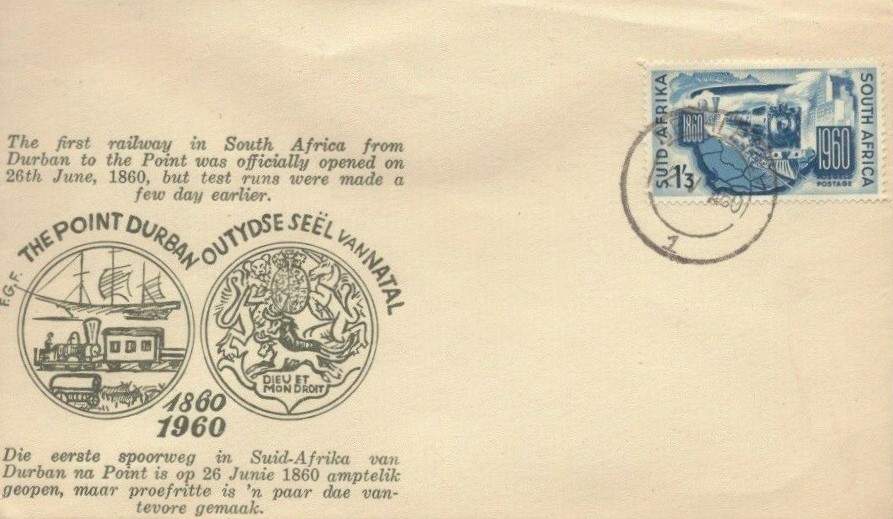 The first railway in South Africa from
Durban to the Point was officially opened on
26th June, 1860, but test runs were made a
few day earlier.
F.G.F.
THE POINT DURBAN
OUTYDSE SEËL VAN NATAL
DIEU ET
MON DROIT
1860
1960
Die eerste spoorweg in Suid-Afrika van
Durban na Point is op 26 Junie 1860 amptelik
geopen, maar proefritte is 'n paar dae van-
tevore gemaak.
SUID-AFRIKA
SOUTH AFRICA
1860
1960
POSTAGE
1'3
1